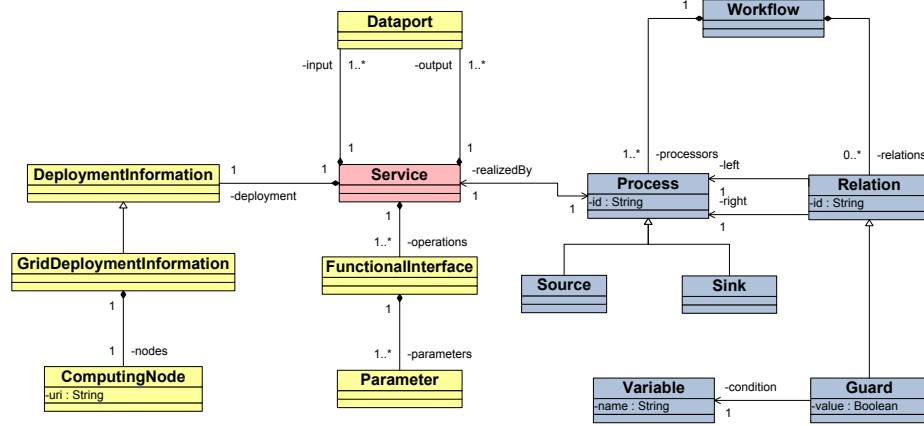 1
Workflow
Dataport
-input
1..*
-output
1..*
1
1
1..*
-processors
0..*
-relations
DeploymentInformation
1
1
-deployment
Service
-realizedBy
1
1
Process
-id : String
-left
1
-right
1
Relation
-id : String
1
1..*
-operations
GridDeploymentInformation
FunctionalInterface
Source
Sink
1
1
1
-nodes
1..*
-parameters
ComputingNode
-uri : String
Parameter
Variable
-name : String
-condition
1
Guard
-value : Boolean